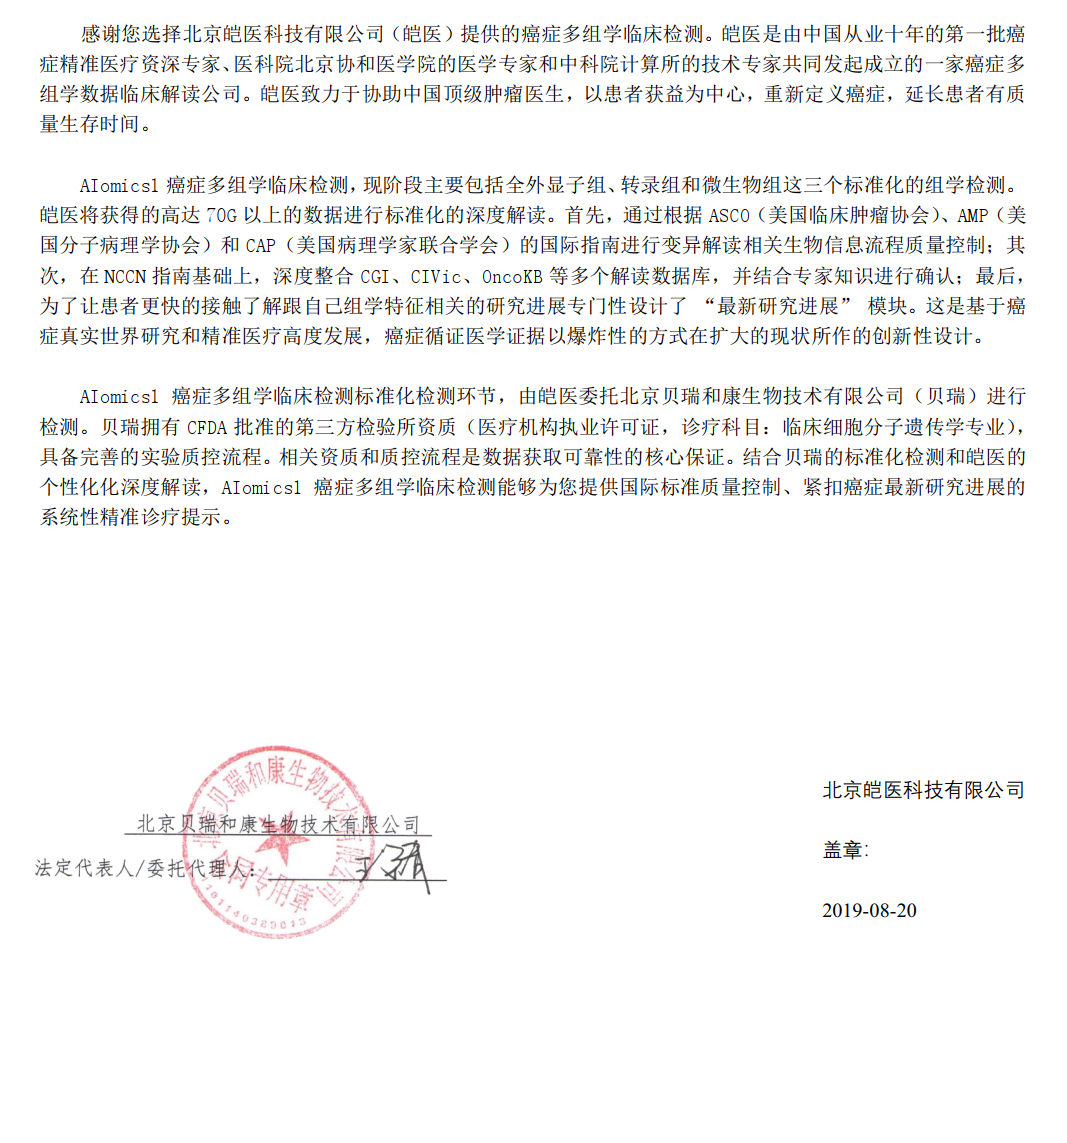 感谢您选择北京皑医科技有限公司（皑医）提供的癌症多组学临床检测。皑医是由中国从业十年的第一批癌
症精准医疗资深专家、医科院北京协和医学院的医学专家和中科院计算所的技术专家共同发起成立的一家癌症多
组学数据临床解读公司。皑医致力于协助中国顶级肿瘤医生，以患者获益为中心，重新定义癌症，延长患者有质
量生存时间。
AIomics1 癌症多组学临床检测，现阶段主要包括全外显子组、转录组和微生物组这三个标准化的组学检测。
皑医将获得的高达 70G 以上的数据进行标准化的深度解读。首先，通过根据 ASCO（美国临床肿瘤协会）、AMP（美
国分子病理学协会）和 CAP（美国病理学家联合学会）的国际指南进行变异解读相关生物信息流程质量控制；其
次，在 NCCN 指南基础上，深度整合 CGI、CIVic、OncoKB 等多个解读数据库，并结合专家知识进行确认；最后，
为了让患者更快的接触了解跟自己组学特征相关的研究进展专门性设计了 “最新研究进展” 模块。这是基于癌
症真实世界研究和精准医疗高度发展，癌症循证医学证据以爆炸性的方式在扩大的现状所作的创新性设计。
AIomics1 癌症多组学临床检测标准化检测环节，由皑医委托北京贝瑞和康生物技术有限公司（贝瑞）进行
检测。贝瑞拥有 CFDA 批准的第三方检验所资质（医疗机构执业许可证，诊疗科目：临床细胞分子遗传学专业），
具备完善的实验质控流程。相关资质和质控流程是数据获取可靠性的核心保证。结合贝瑞的标准化检测和皑医的
个性化化深度解读，AIomics1 癌症多组学临床检测能够为您提供国际标准质量控制、紧扣癌症最新研究进展的
系统性精准诊疗提示。
北京贝瑞和康生物技术有限公司
合同专用章
北京贝瑞和康生物技术有限公司
法定代表人/委托代理人：
北京皑医科技有限公司
盖章：
2019-08-20